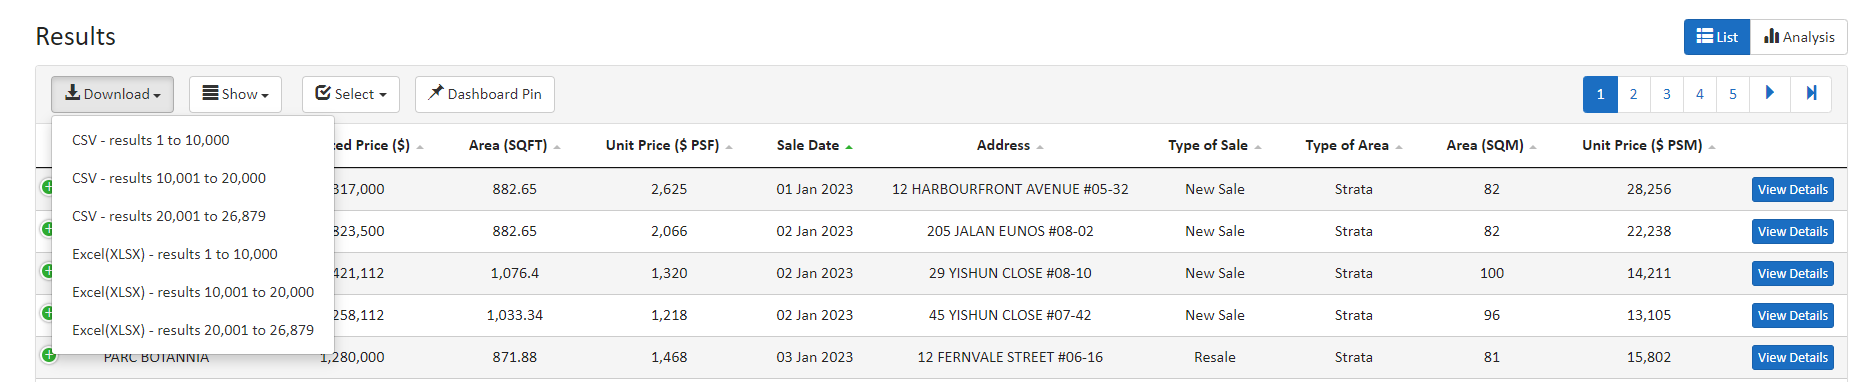 Results
List
Analysis
Download
Show
Select
Dashboard Pin
1 2 3 4 5
CSV - results 1 to 10,000
CSV - results 10,001 to 20,000
CSV - results 20,001 to 26,879
Excel(XLSX) - results 1 to 10,000
Excel(XLSX) - results 10,001 to 20,000
Excel(XLSX) - results 20,001 to 26,879
Price ($) Area (SQFT) Unit Price ($ PSF) Sale Date Address Type of Sale Type of Area Area (SQM) Unit Price ($ PSM)
317,000 882.65 2,625 01 Jan 2023 12 HARBOURFRONT AVENUE #05-32 New Sale Strata 82 28,256 View Details
823,500 882.65 2,066 02 Jan 2023 205 JALAN EUNOS #08-02 New Sale Strata 82 22,238 View Details
421,112 1,076.4 1,320 02 Jan 2023 29 YISHUN CLOSE #08-10 New Sale Strata 100 14,211 View Details
258,112 1,033.34 1,218 02 Jan 2023 45 YISHUN CLOSE #07-42 New Sale Strata 96 13,105 View Details
PARC BOTANNIA 1,280,000 871.88 1,468 03 Jan 2023 12 FERNVALE STREET #06-16 Resale Strata 81 15,802 View Details